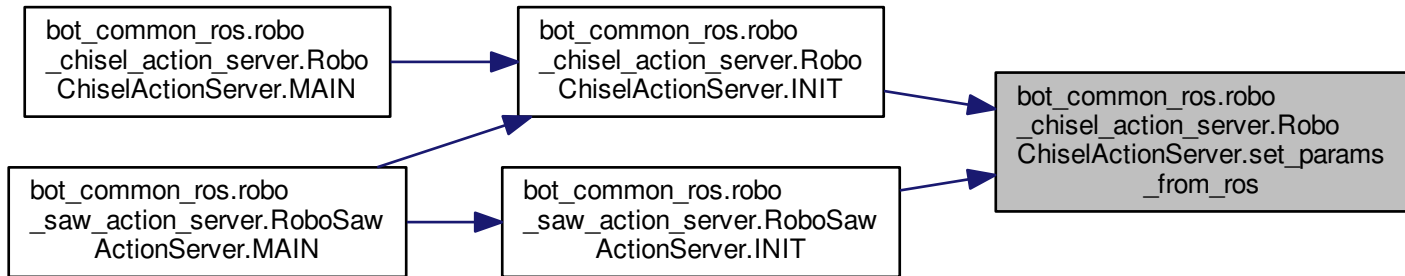 bot_common_ros.robo
_chisel_action_server.Robo
ChiselActionServer.MAIN
bot_common_ros.robo
_chisel_action_server.Robo
ChiselActionServer.INIT
bot_common_ros.robo
_chisel_action_server.Robo
ChiselActionServer.set_params
_from_ros
bot_common_ros.robo
_saw_action_server.RoboSaw
ActionServer.MAIN
bot_common_ros.robo
_saw_action_server.RoboSaw
ActionServer.INIT